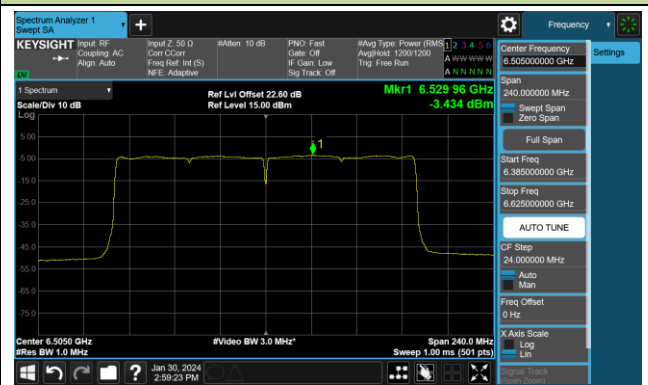 Spectrum Analyzer 1
Swept SA
Frequency
KEYSIGHT
Input: RF
Coupling: AC
Align: Auto
Input Z: 50 Ω
Corr CCorr
Freq Ref: Int (S)
NFE: Adaptive
#Atten: 10 dB
PNO: Fast
Gate: Off
IF Gain: Low
Sig Track: Off
#Avg Type: Power (RMS
Avg|Hold: 1200/1200
Trig: Free Run
1 2 3 4 5 6
A W W W W W
A N N N N N
LXI
1 Spectrum
Scale/Div 10 dB
Log
Ref Lvl Offset 22.60 dB
Ref Level 15.00 dBm
Mkr1 6.529 96 GHz
-3.434 dBm
5.00
-5.00
-15.0
-25.0
-35.0
-45.0
-55.0
-65.0
-75.0
1
Center 6.5050 GHz
#Res BW 1.0 MHz
#Video BW 3.0 MHz*
Span 240.0 MHz
Sweep 1.00 ms (501 pts)
Jan 30, 2024
2:59:23 PM
Center Frequency
6.505000000 GHz
Settings
Span
240.000000 MHz
Swept Span
Zero Span
Full Span
Start Freq
6.385000000 GHz
Stop Freq
6.625000000 GHz
AUTO TUNE
CF Step
24.000000 MHz
Auto
Man
Freq Offset
0 Hz
X Axis Scale
Log
Lin
Signal Track
(Span Zoom)